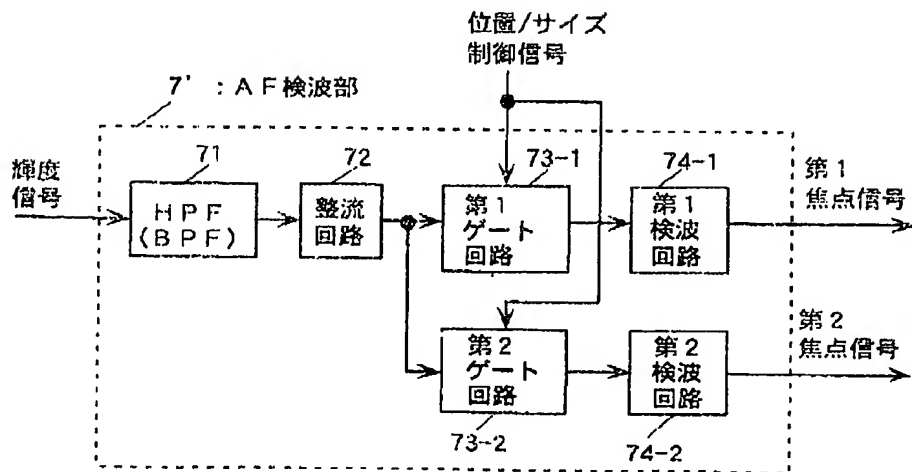 位置/サイズ
制御信号
7' : AF検波部
輝度
信号
71
HPF
(BPF)
72
整流
回路
73-1
第1
ゲート
回路
74-1
第1
検波
回路
第1
焦点信号
第2
ゲート
回路
73-2
第2
検波
回路
74-2
第2
焦点信号